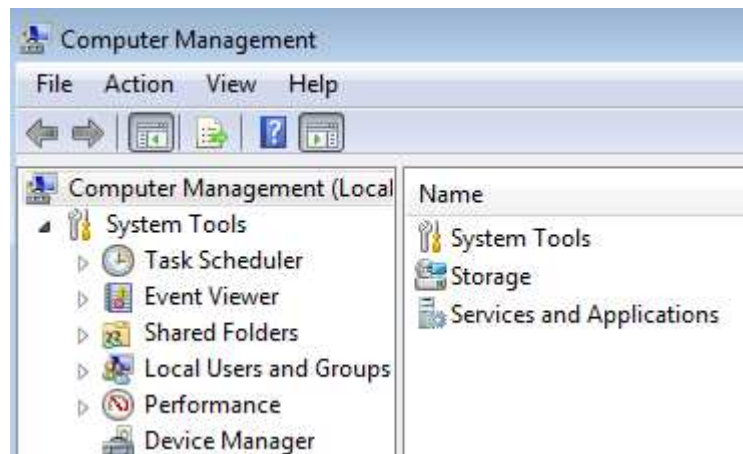 Computer Management
File Action View Help
Computer Management (Local
System Tools
Task Scheduler
Event Viewer
Shared Folders
Local Users and Groups
Performance
Device Manager
Name
System Tools
Storage
Services and Applications